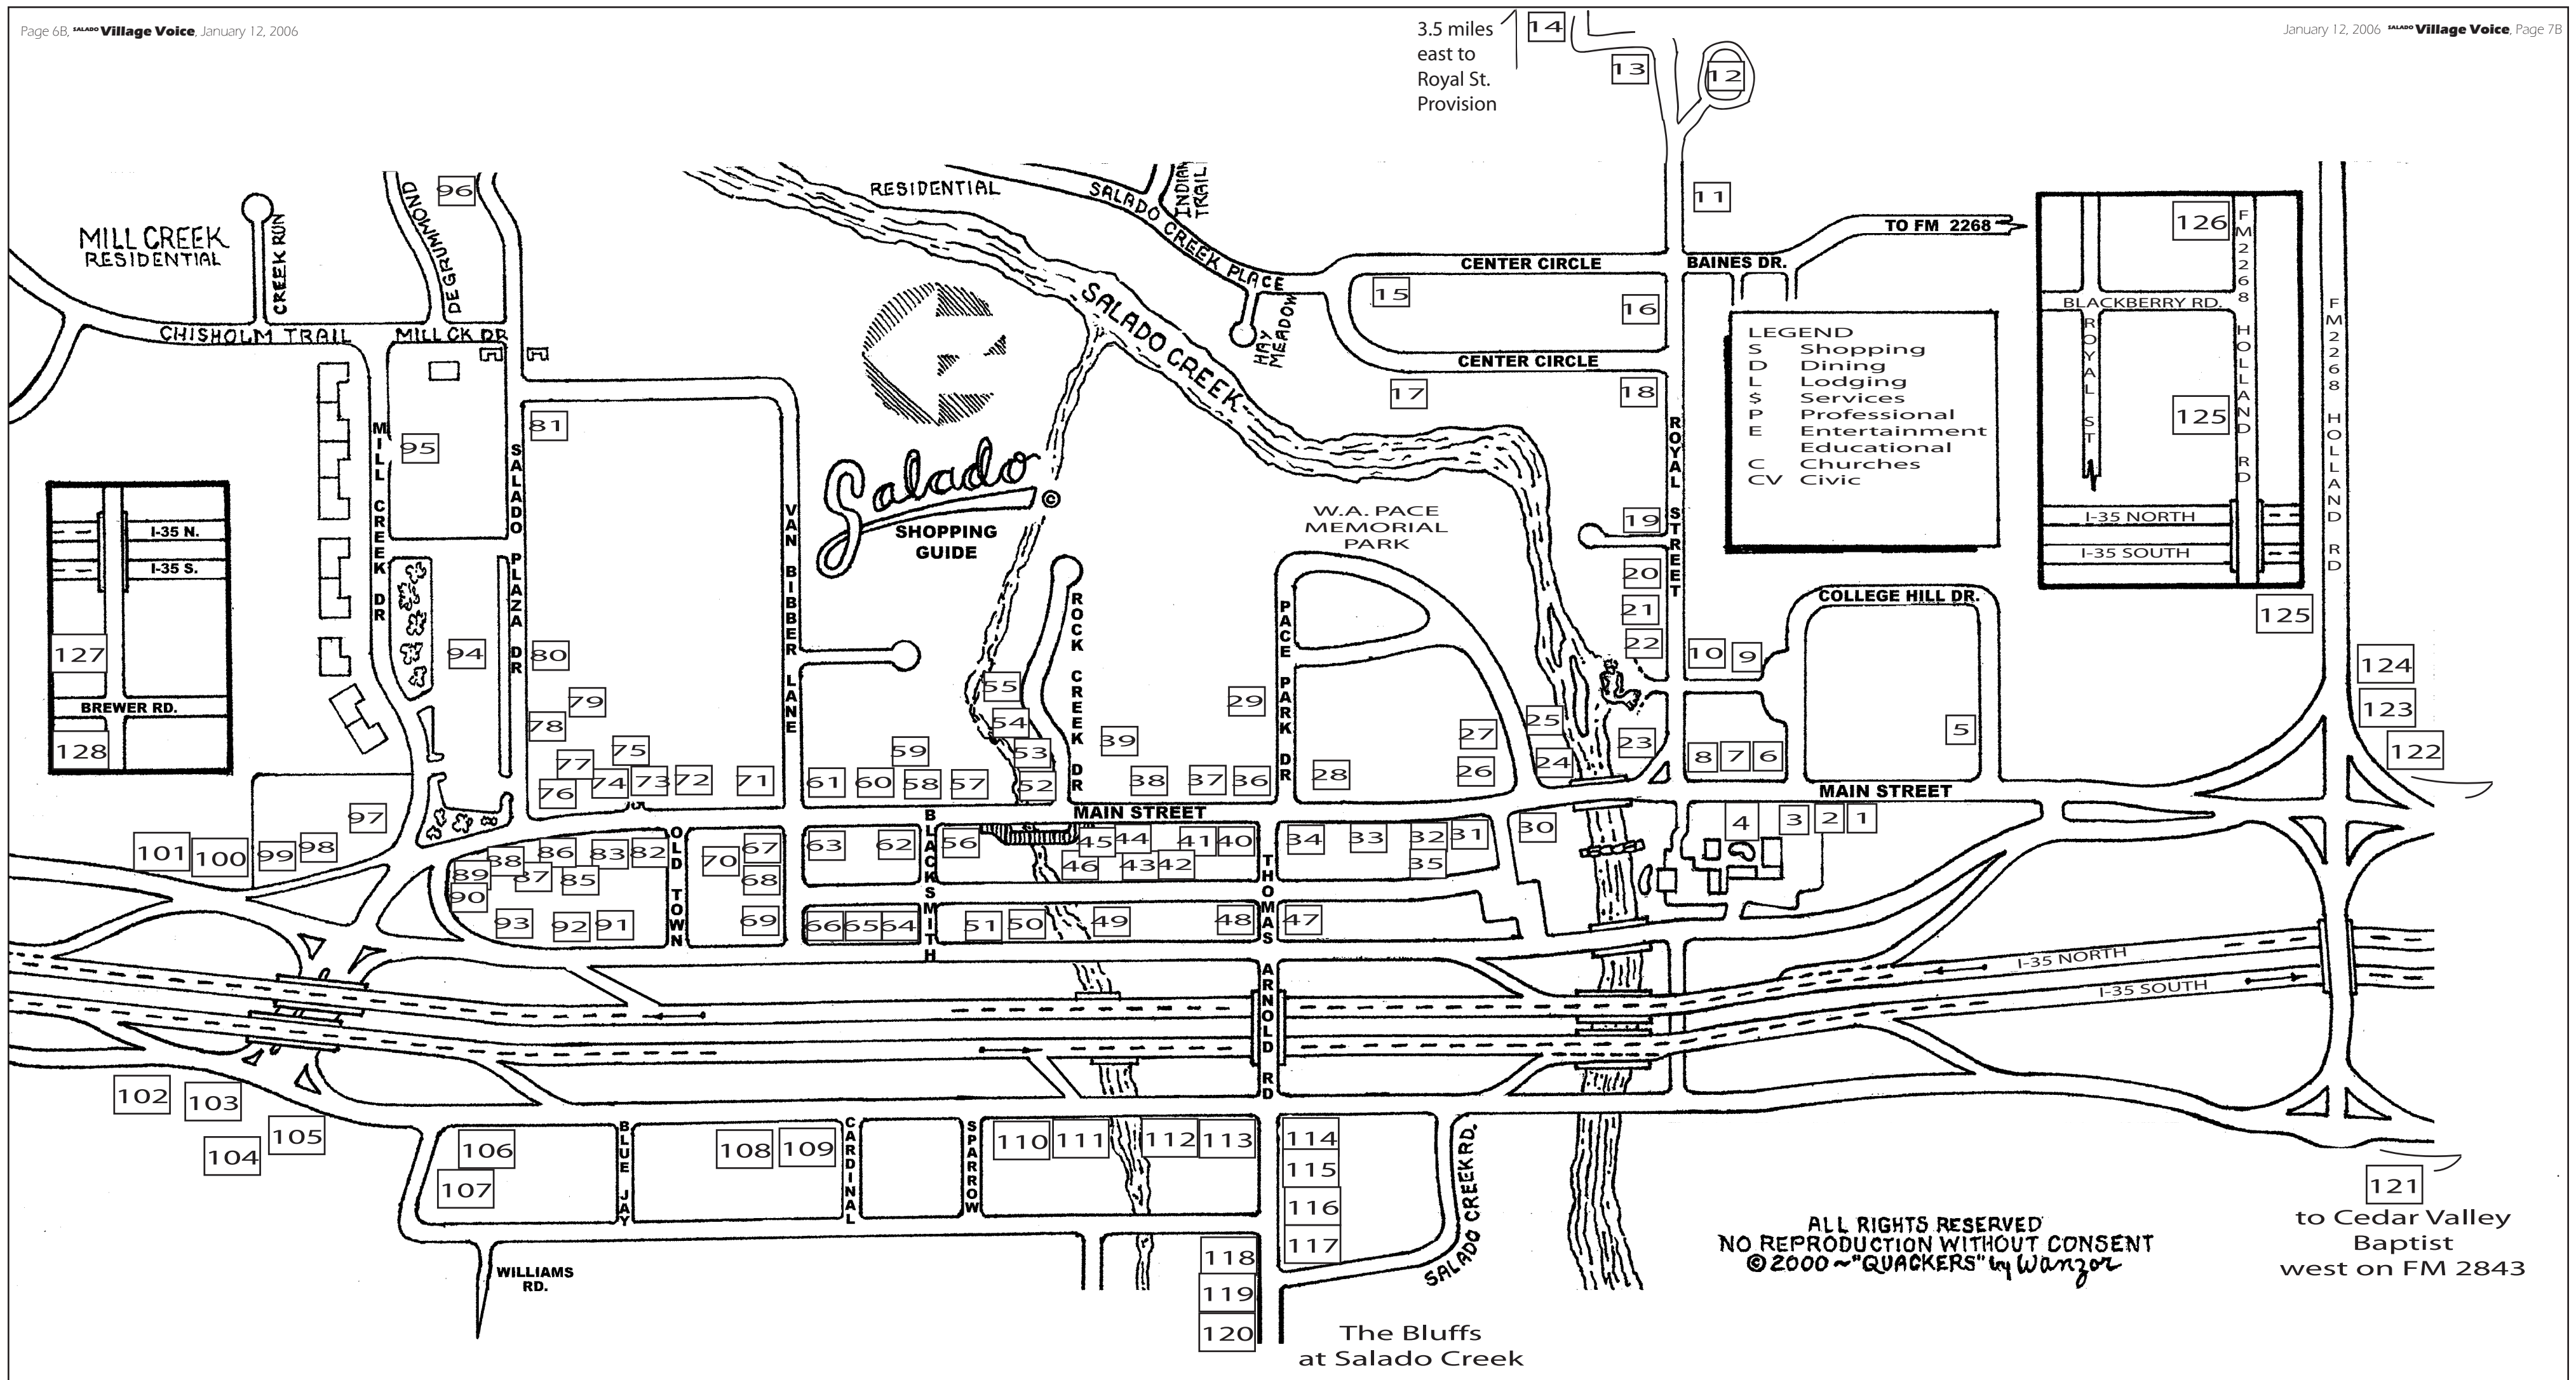 Page 6B, SALADO Village Voice, January 12, 2006
January 12, 2006 SALADO Village Voice, Page 7B
3.5 miles
east to
Royal St.
Provision
14
13
12
11
96
DEGRUMMOND
MILL CREEK
RESIDENTIAL
CREEK RUN
CHISHOLM TRAIL
MILL CK DR
RESIDENTIAL
SALADO CREEK PLACE
INDIAN
TRAIL
HAY
MEADOW
SALADO CREEK
CENTER CIRCLE
BAINES DR.
TO FM 2268
15
16
CENTER CIRCLE
17
18
LEGEND
S Shopping
D Dining
L Lodging
$ Services
P Professional
E Entertainment
Educational
C Churches
CV Civic
126
FM 2268 HOLLAND RD
BLACKBERRY RD.
ROYAL ST
125
I-35 NORTH
I-35 SOUTH
FM 2268 HOLLAND RD
125
124
123
122
MILL CREEK DR
95
SALADO PLAZA DR
81
94
80
79
78
77
75
76
74
73
72
71
VAN BIBBER LANE
Salado ©
SHOPPING
GUIDE
I-35 N.
I-35 S.
127
BREWER RD.
128
W.A. PACE
MEMORIAL
PARK
ROCK CREEK DR
PACE PARK DR
ROYAL STREET
19
20
21
22
10
9
COLLEGE HILL DR.
5
55
54
53
52
39
29
27
26
25
24
23
8
7
6
59
61
60
58
57
38
37
36
28
MAIN STREET
MAIN STREET
97
101
100
99
98
88
86
83
82
89
87
85
90
93
92
91
OLD TOWN
70
67
68
69
63
62
BLACKSMITH
56
45
44
41
40
46
43
42
66
65
64
51
50
49
48
THOMAS ARNOLD RD
34
33
32
31
35
47
30
4
3
2
1
I-35 NORTH
I-35 SOUTH
102
103
104
105
106
107
BLUE JAY
108
109
CARDINAL
SPARROW
110
111
112
113
114
115
116
117
118
119
120
SALADO CREEK RD.
WILLIAMS
RD.
The Bluffs
at Salado Creek
ALL RIGHTS RESERVED
NO REPRODUCTION WITHOUT CONSENT
© 2000 ~ "QUACKERS" by Wanzor
121
to Cedar Valley
Baptist
west on FM 2843